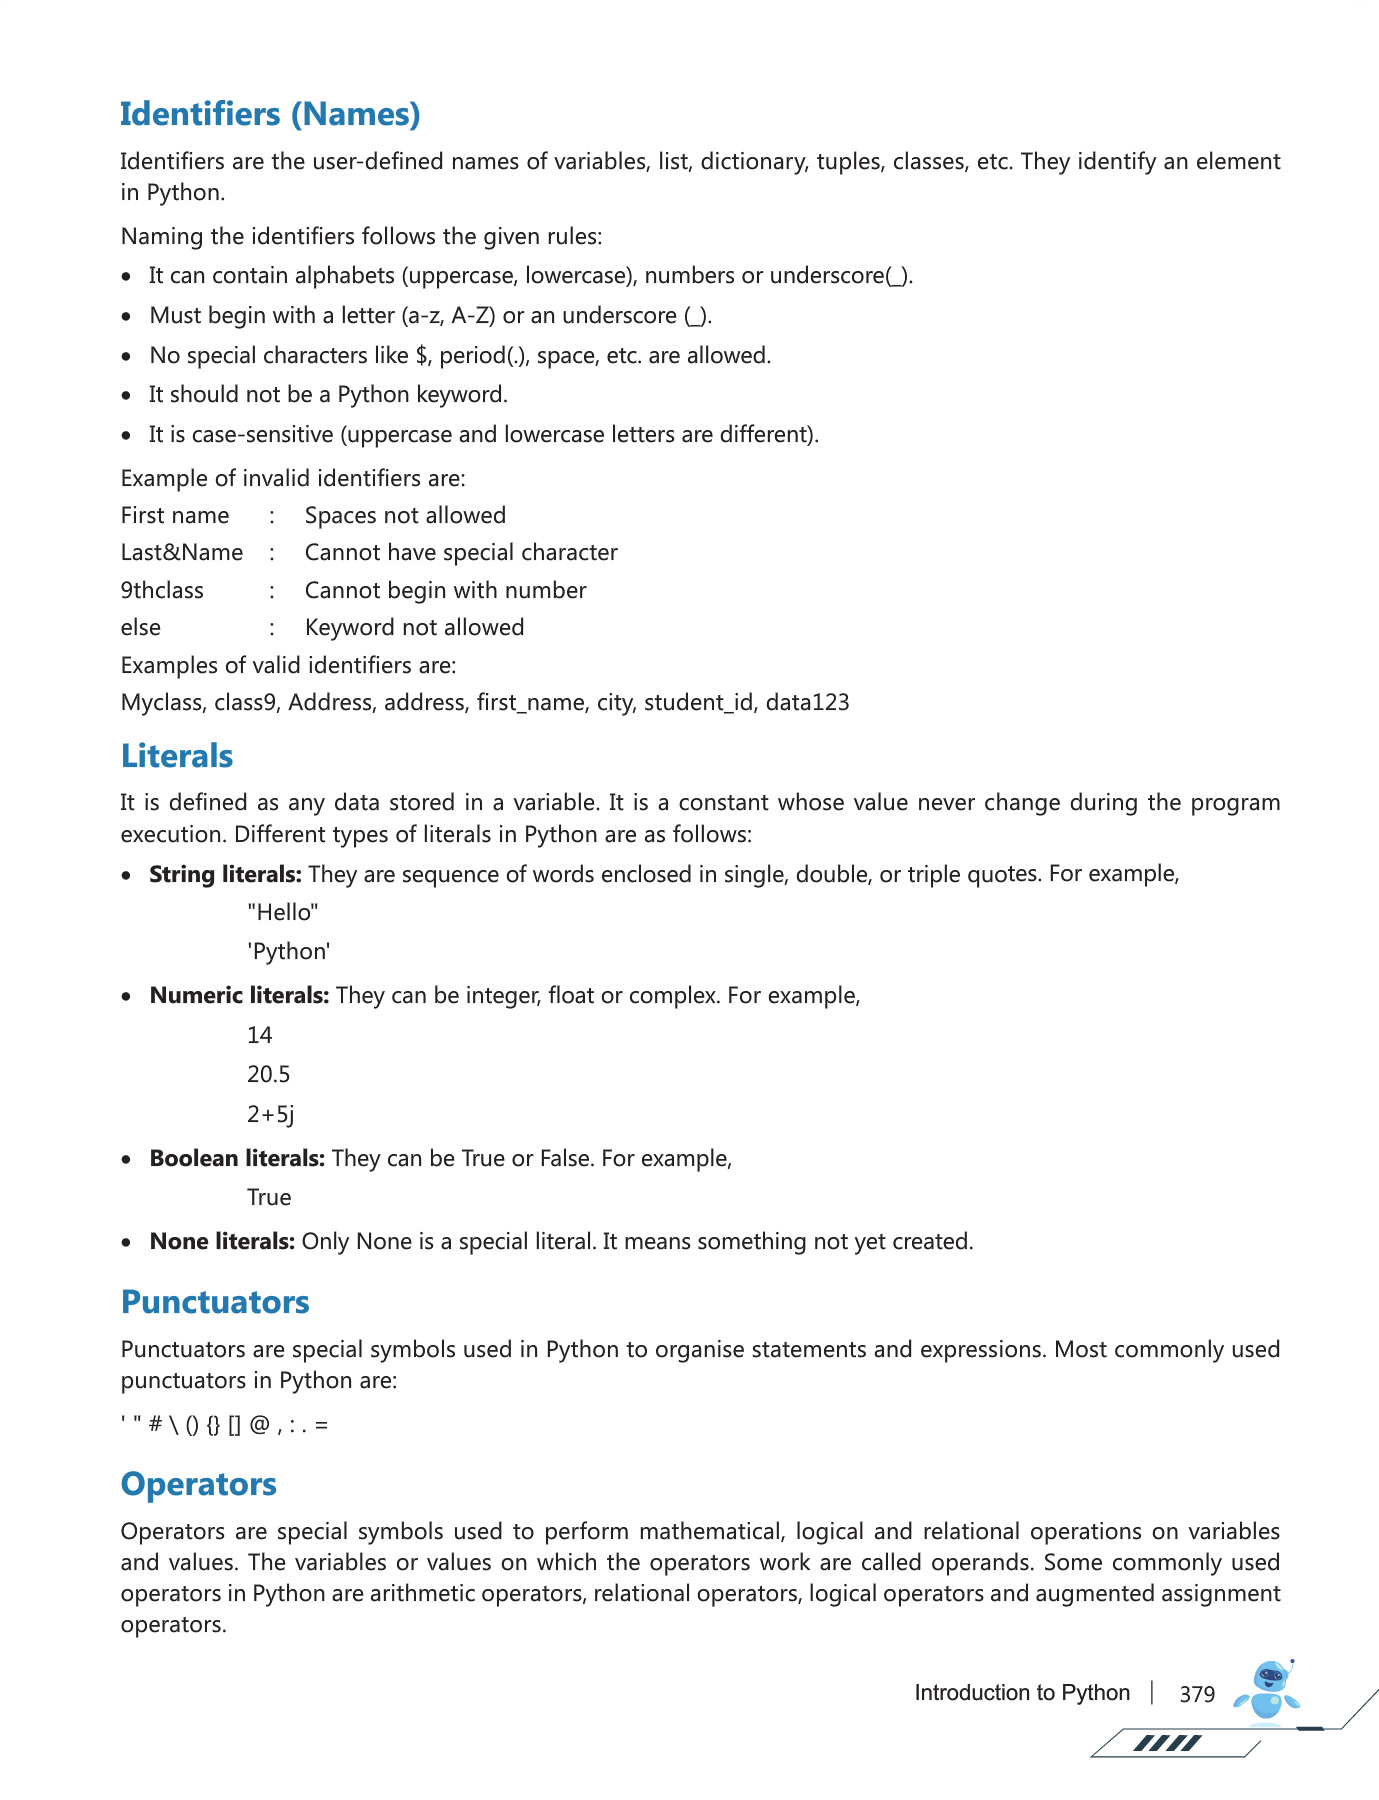 Identifiers (Names)
Identifiers are the user-defined names of variables, list, dictionary, tuples, classes, etc. They identify an element
in Python.
Naming the identifiers follows the given rules:
• It can contain alphabets (uppercase, lowercase), numbers or underscore(_).
• Must begin with a letter (a-z, A-Z) or an underscore (_).
• No special characters like $, period(.), space, etc. are allowed.
• It should not be a Python keyword.
• It is case-sensitive (uppercase and lowercase letters are different).
Example of invalid identifiers are:
First name : Spaces not allowed
Last&Name : Cannot have special character
9thclass : Cannot begin with number
else : Keyword not allowed
Examples of valid identifiers are:
Myclass, class9, Address, address, first_name, city, student_id, data123
Literals
It is defined as any data stored in a variable. It is a constant whose value never change during the program
execution. Different types of literals in Python are as follows:
• String literals: They are sequence of words enclosed in single, double, or triple quotes. For example,
"Hello"
'Python'
• Numeric literals: They can be integer, float or complex. For example,
14
20.5
2+5j
• Boolean literals: They can be True or False. For example,
True
• None literals: Only None is a special literal. It means something not yet created.
Punctuators
Punctuators are special symbols used in Python to organise statements and expressions. Most commonly used
punctuators in Python are:
' " # \ () {} [] @ , : . =
Operators
Operators are special symbols used to perform mathematical, logical and relational operations on variables
and values. The variables or values on which the operators work are called operands. Some commonly used
operators in Python are arithmetic operators, relational operators, logical operators and augmented assignment
operators.
Introduction to Python | 379